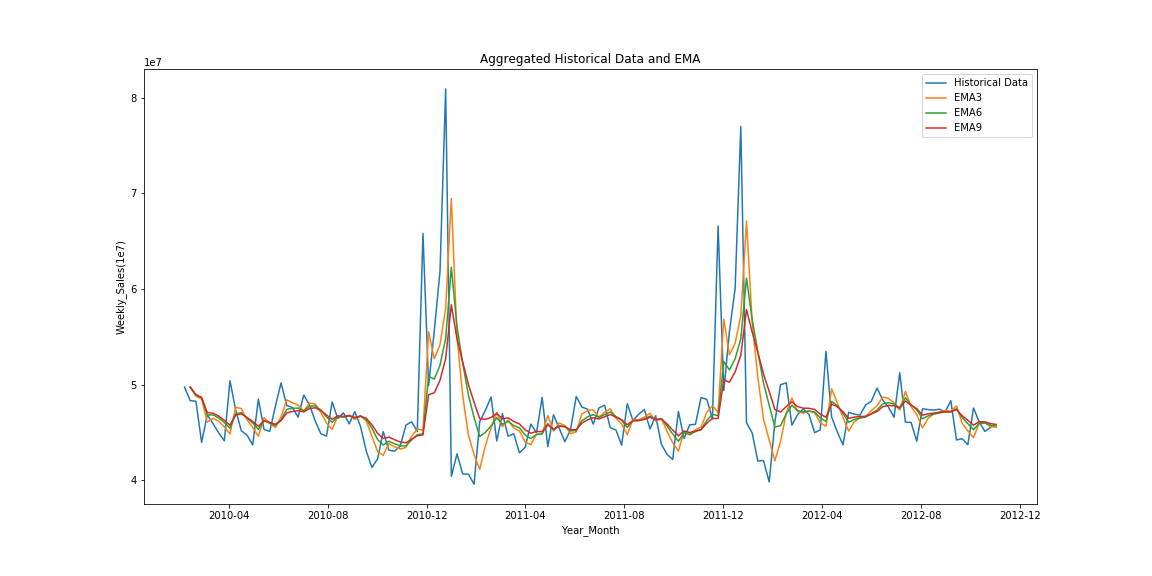 Aggregated Historical Data and EMA
1e7
Historical Data
EMA3
EMA6
EMA9
8
7
6
5
4
Weekly_Sales(1e7)
2010-04 2010-08 2010-12 2011-04 2011-08 2011-12 2012-04 2012-08 2012-12
Year_Month